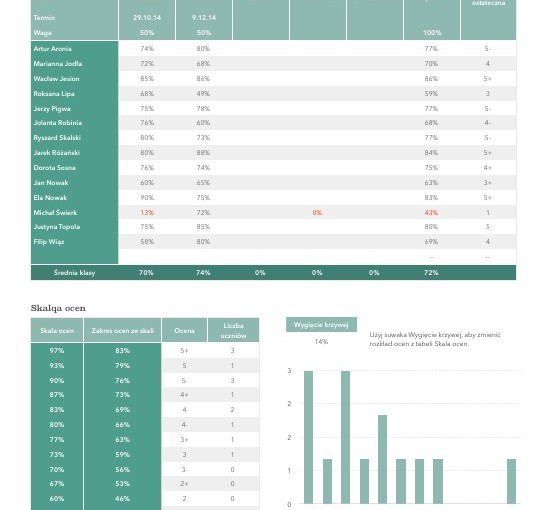 ostateczna
Termin 29.10.14 9.12.14
Waga 50% 50% 100%
Artur Aronia 74% 80% 77% 5-
Marianna Jodła 72% 68% 70% 4
Wacław Jesion 85% 86% 86% 5+
Roksana Lipa 68% 49% 59% 3
Jerzy Pigwa 75% 78% 77% 5-
Jolanta Robinia 76% 60% 68% 4-
Ryszard Skalski 80% 73% 77% 5-
Jarek Różański 80% 88% 84% 5+
Dorota Sosna 76% 74% 75% 4+
Jan Nowak 60% 65% 63% 3+
Ela Nowak 90% 75% 83% 5+
Michał Świerk 13% 72% 0% 43% 1
Justyna Topola 75% 85% 80% 5
Filip Wiąz 58% 80% 69% 4
-- --
Średnia klasy 70% 74% 0% 0% 0% 72%
Skalqa ocen
Skala ocen Zakres ocen ze skali Ocena Liczba uczniów
97% 83% 5+ 3
93% 79% 5 1
90% 76% 5- 3
87% 73% 4+ 1
83% 69% 4 2
80% 66% 4- 1
77% 63% 3+ 1
73% 59% 3 1
70% 56% 3- 0
67% 53% 2+ 0
60% 46% 2 0
Wygięcie krzywej
14%
Użyj suwaka Wygięcie krzywej, aby zmienić
rozkład ocen z tabeli Skala ocen.
3
2
2
1
0